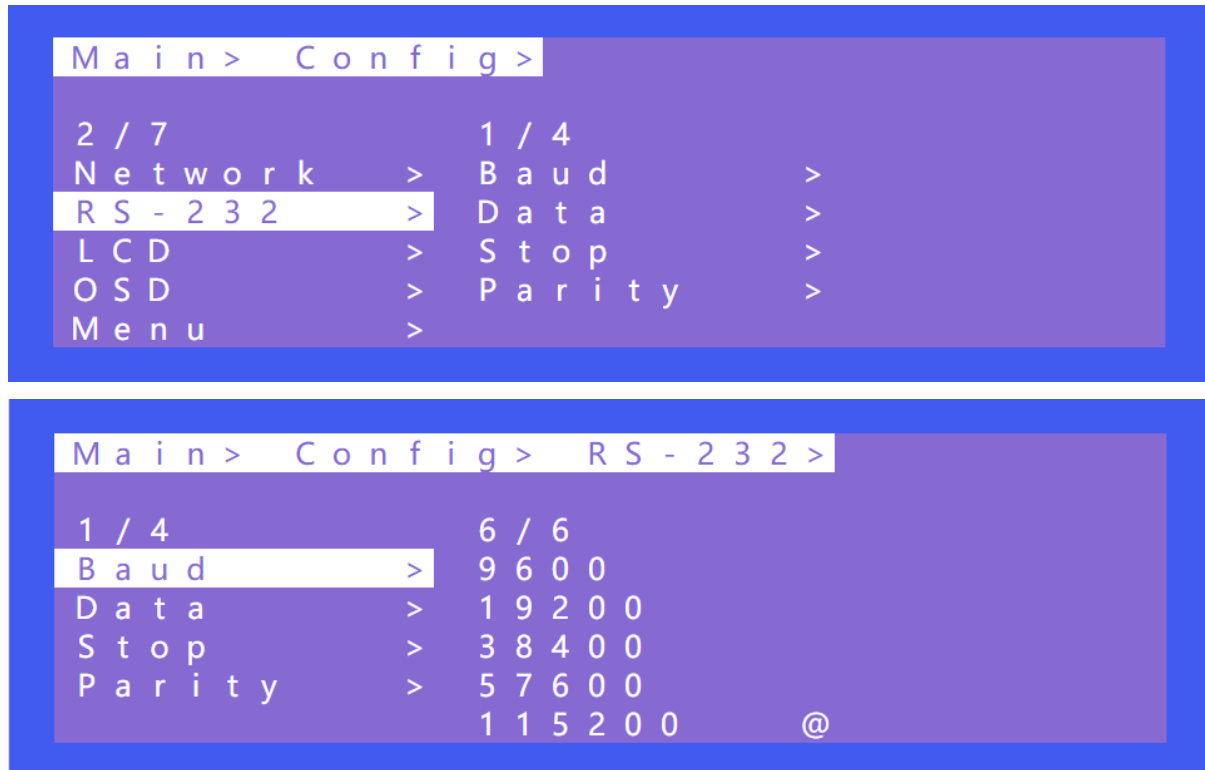 Main> Config>
2/7 1/4
Network > Baud >
RS-232 > Data >
LCD > Stop >
OSD > Parity >
Menu >
Main> Config> RS-232>
1/4 6/6
Baud > 9600
Data > 19200
Stop > 38400
Parity > 57600
115200 @